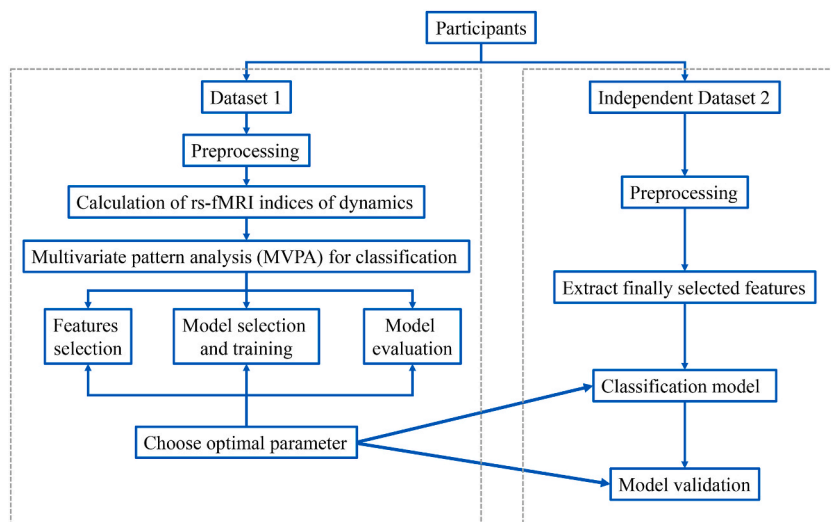 Participants
Dataset 1
Preprocessing
Calculation of rs-fMRI indices of dynamics
Multivariate pattern analysis (MVPA) for classification
Features
selection
Model selection
and training
Model
evaluation
Choose optimal parameter
Independent Dataset 2
Preprocessing
Extract finally selected features
Classification model
Model validation